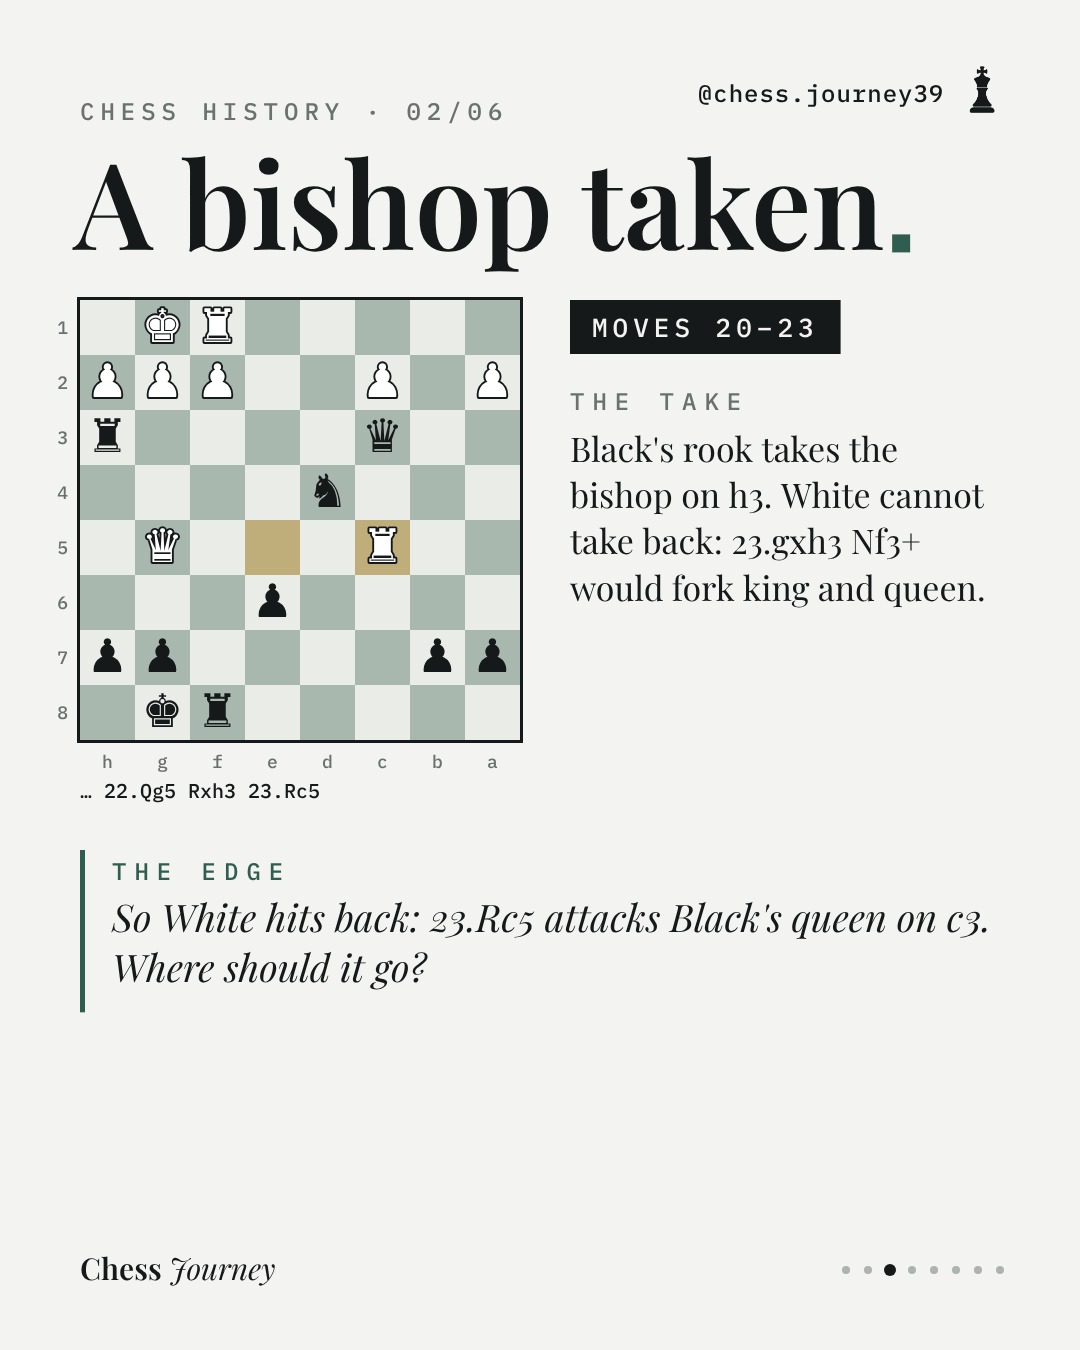 CHESS HISTORY · 02/06
@chess.journey39
A bishop taken.
1
2
3
4
5
6
7
8
h g f e d c b a
… 22.Qg5 Rxh3 23.Rc5
MOVES 20–23
THE TAKE
Black's rook takes the
bishop on h3. White cannot
take back: 23.gxh3 Nf3+
would fork king and queen.
THE EDGE
So White hits back: 23.Rc5 attacks Black's queen on c3.
Where should it go?
Chess Journey